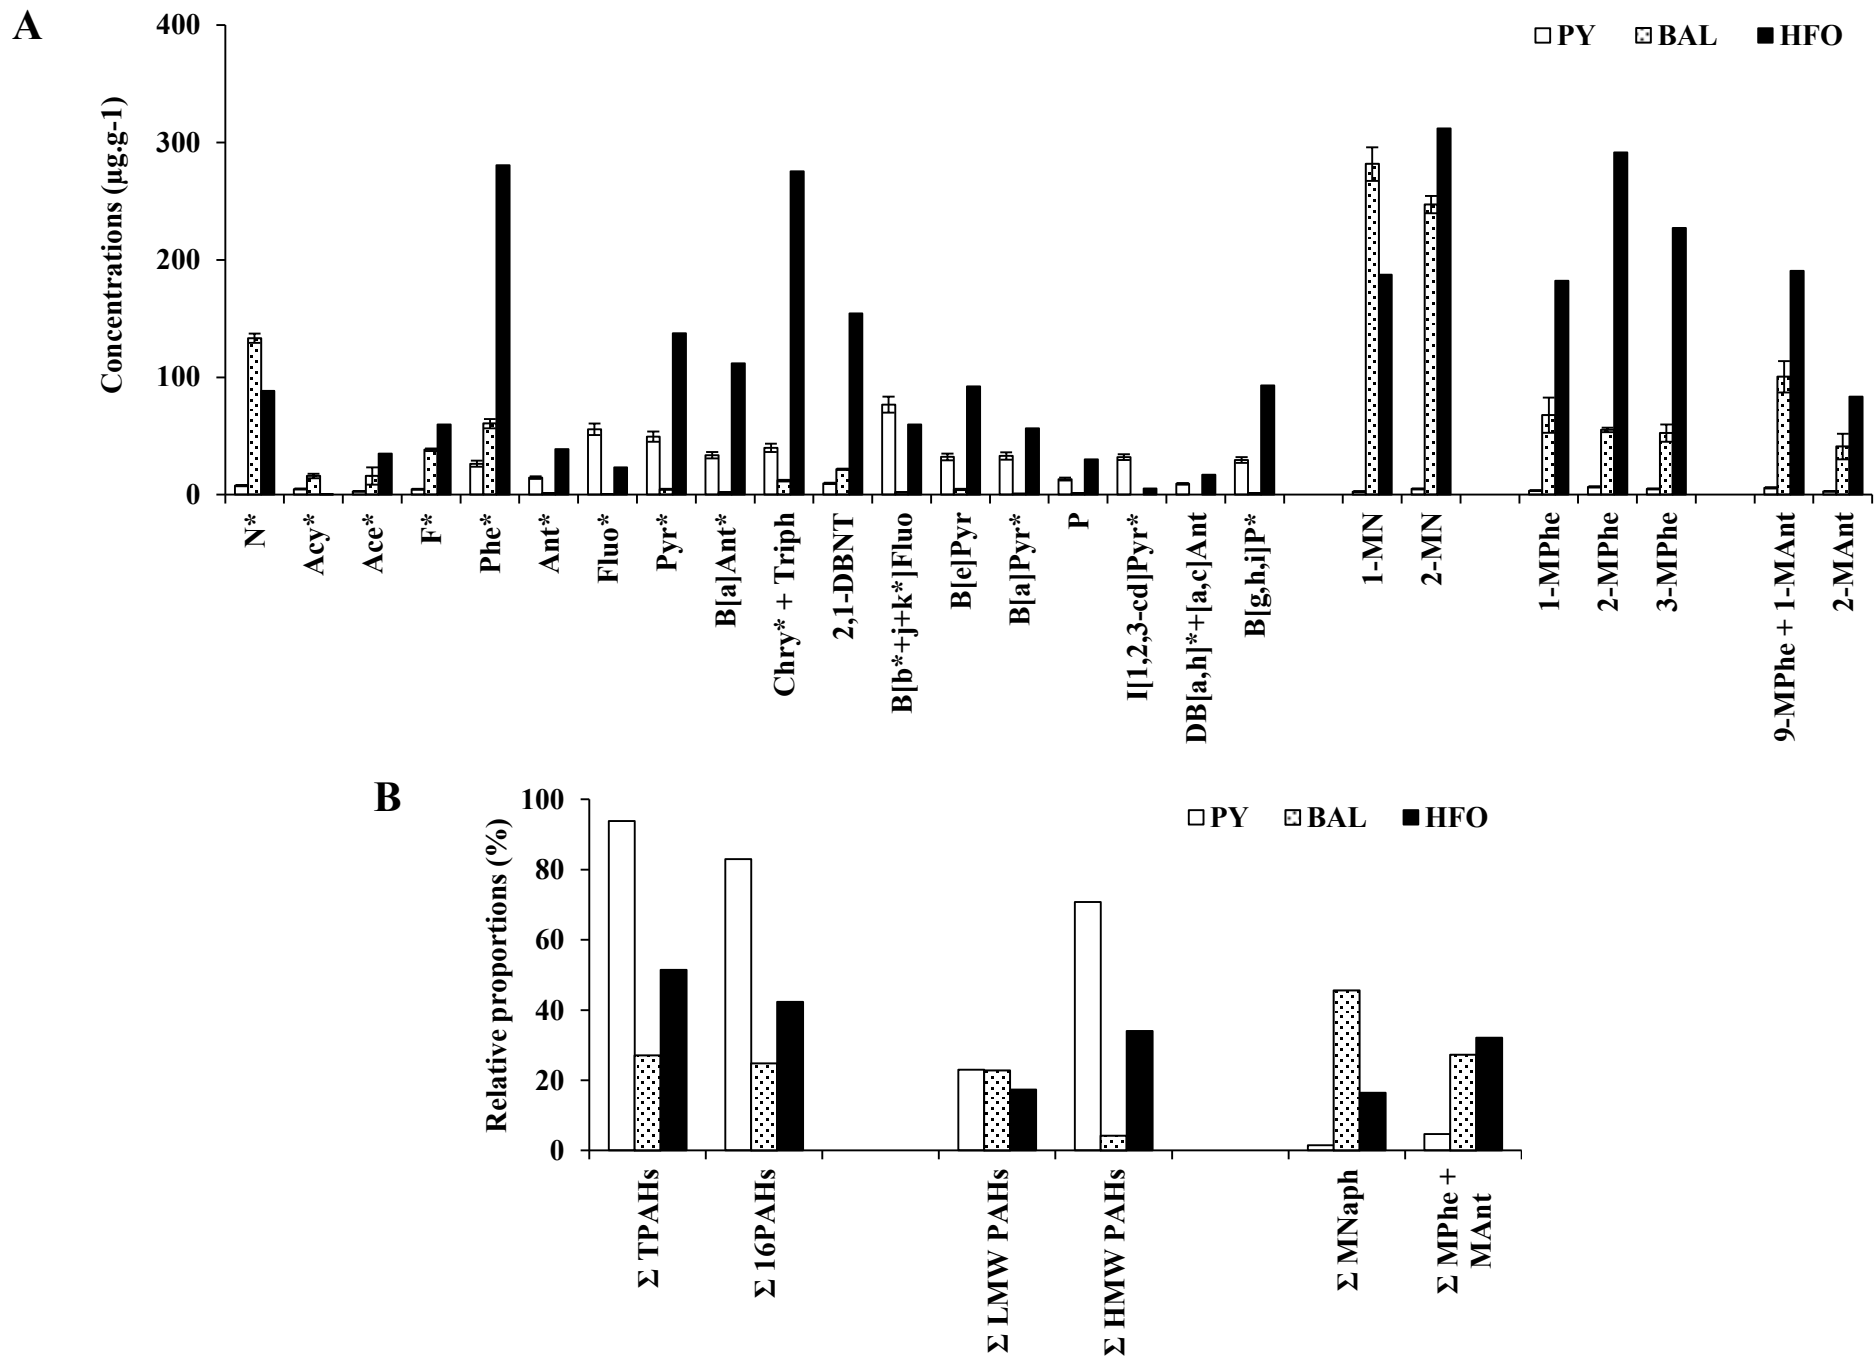 A
400
300
200
100
0
Concentrations (µg.g-1)
PY BAL HFO
N*
Acy*
Ace*
F*
Phe*
Ant*
Fluo*
Pyr*
B[a]Ant*
Chry* + Triph
2,1-DBNT
B[b*+j+k*]Fluo
B[e]Pyr
B[a]Pyr*
P
I[1,2,3-cd]Pyr*
DB[a,h]*+[a,c]Ant
B[g,h,i]P*
1-MN
2-MN
1-MPhe
2-MPhe
3-MPhe
9-MPhe + 1-MAnt
2-MAnt
B
100
80
60
40
20
0
Relative proportions (%)
PY BAL HFO
Σ TPAHs
Σ 16PAHs
Σ LMW PAHs
Σ HMW PAHs
Σ MNaph
Σ MPhe +
MAnt